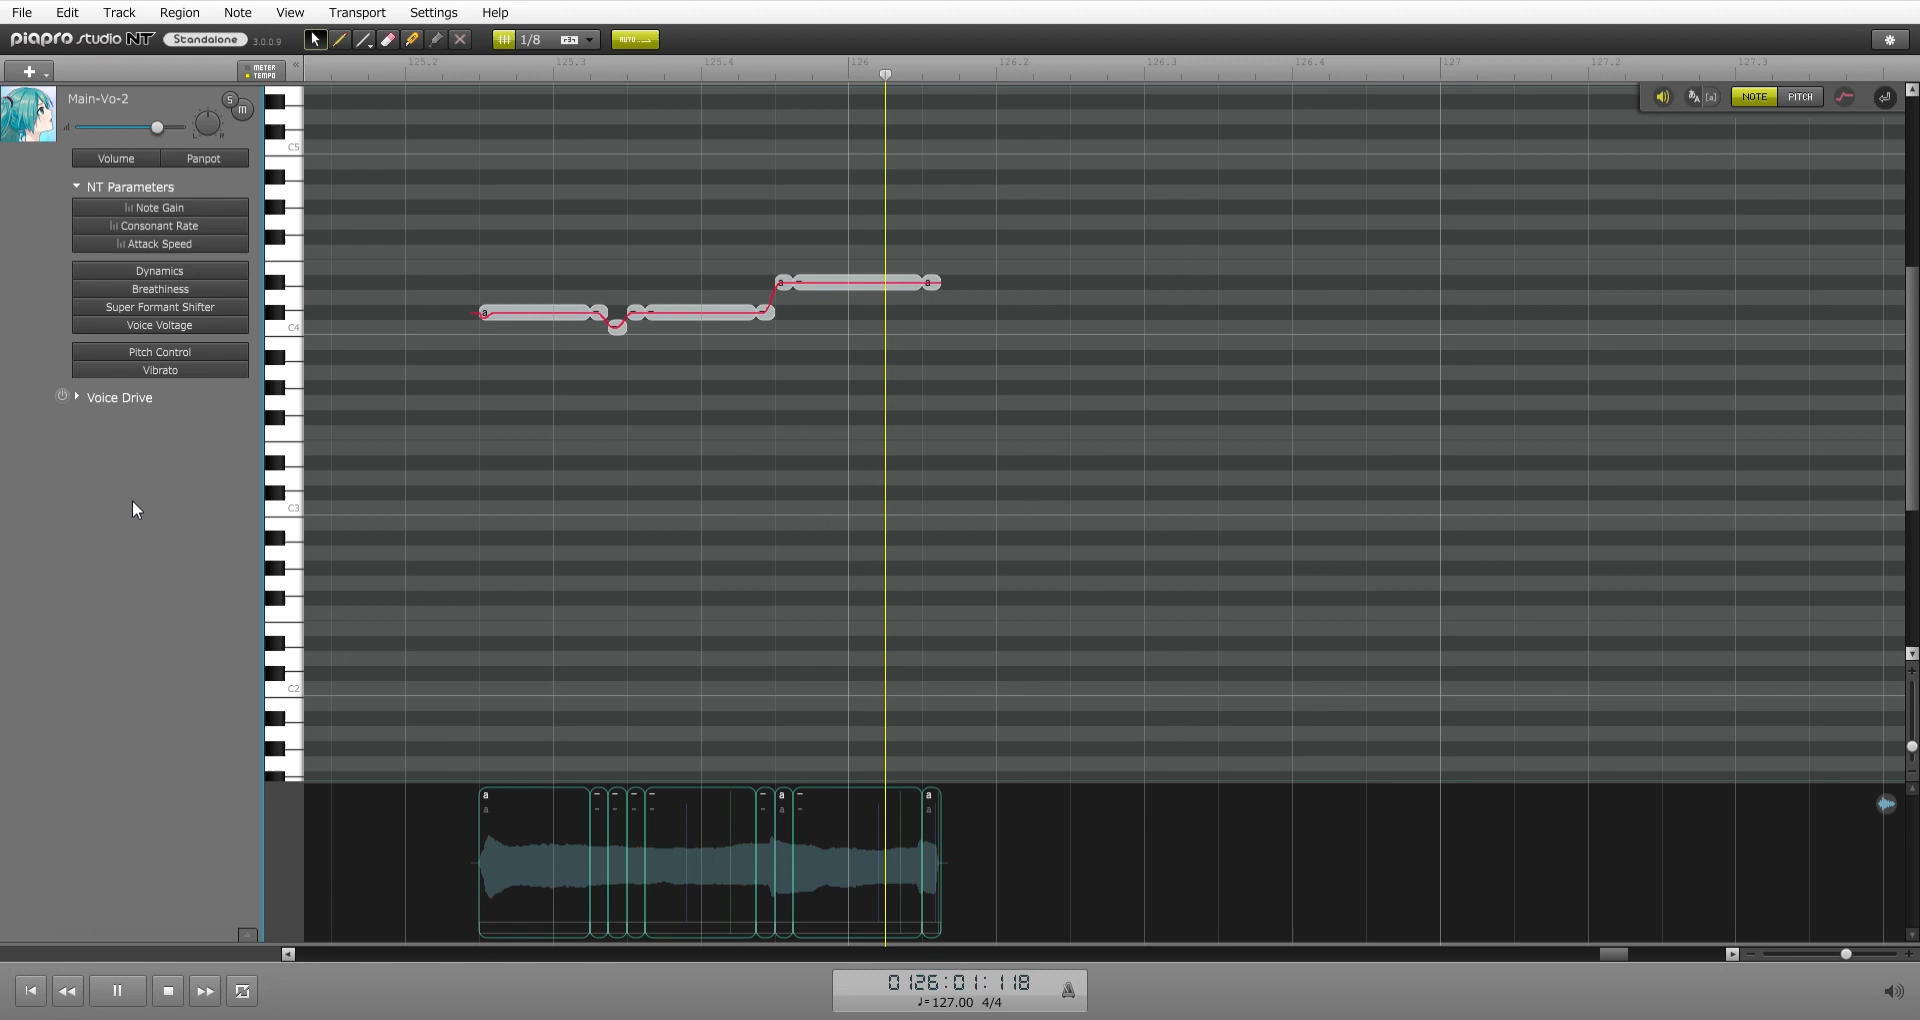 File Edit Track Region Note View Transport Settings Help
piapro studio NT Standalone 3.0.0.9 1/8 AUTO
METER
TEMPO
125.2 125.3 125.4 126 126.2 126.3 126.4 127 127.2 127.3
Main-Vo-2 S m
L R
NOTE PITCH
Volume Panpot
NT Parameters
Note Gain
Consonant Rate
Attack Speed
Dynamics
Breathiness
Super Formant Shifter
Voice Voltage
Pitch Control
Vibrato
Voice Drive
C5
C4
C3
C2
a - a
a - - - - a
a - - - - - a - a
a - - - - - a - a
0126:01:118
♩=127.00 4/4